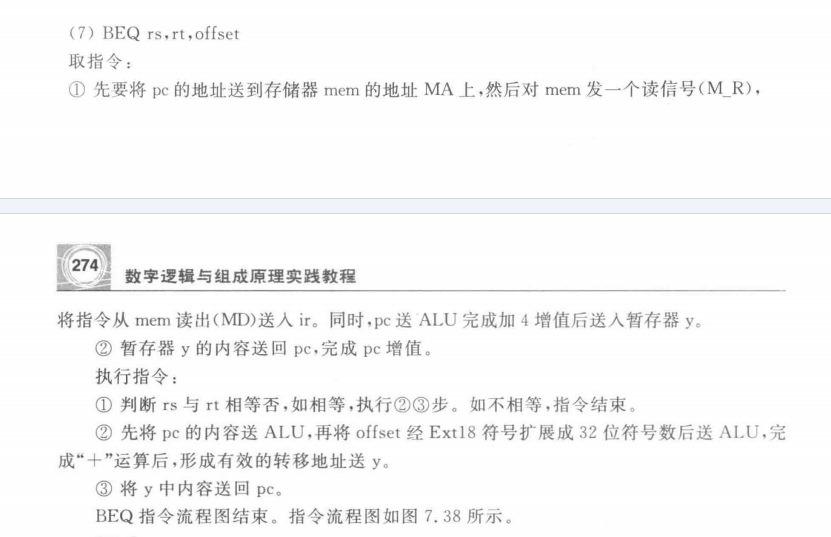 (7) BEQ rs,rt,offset
取指令：
① 先要将 pc 的地址送到存储器 mem 的地址 MA 上，然后对 mem 发一个读信号(M_R)，
274
数字逻辑与组成原理实践教程
将指令从 mem 读出(MD)送入 ir。同时，pc 送 ALU 完成加 4 增值后送入暂存器 y。
② 暂存器 y 的内容送回 pc，完成 pc 增值。
执行指令：
① 判断 rs 与 rt 相等否，如相等，执行②③步。如不相等，指令结束。
② 先将 pc 的内容送 ALU，再将 offset 经 Ext18 符号扩展成 32 位符号数后送 ALU，完
成“＋”运算后，形成有效的转移地址送 y。
③ 将 y 中内容送回 pc。
BEQ 指令流程图结束。指令流程图如图 7.38 所示。